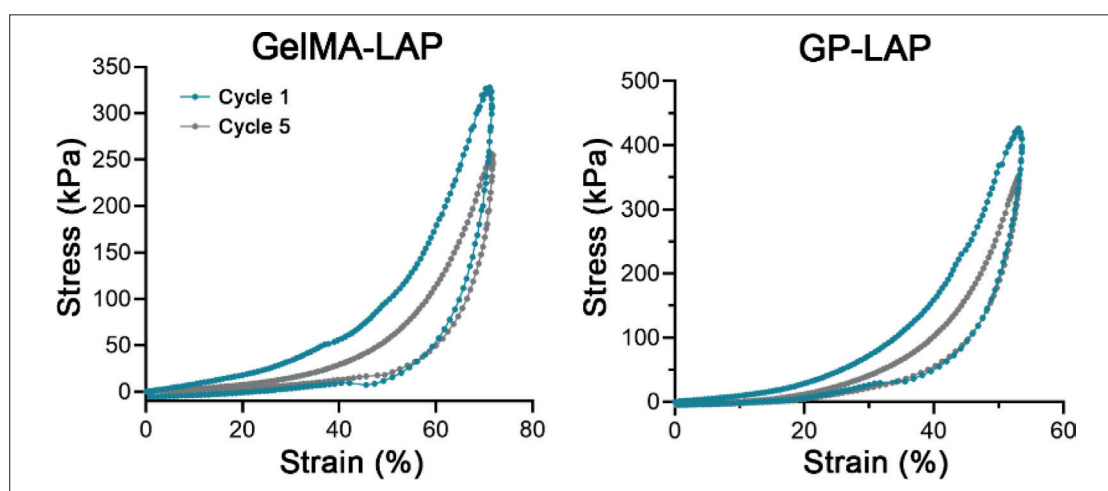 GelMA-LAP
Stress (kPa)
350
300
250
200
150
100
50
0
Cycle 1
Cycle 5
0 20 40 60 80
Strain (%)
GP-LAP
Stress (kPa)
500
400
300
200
100
0
0 20 40 60
Strain (%)